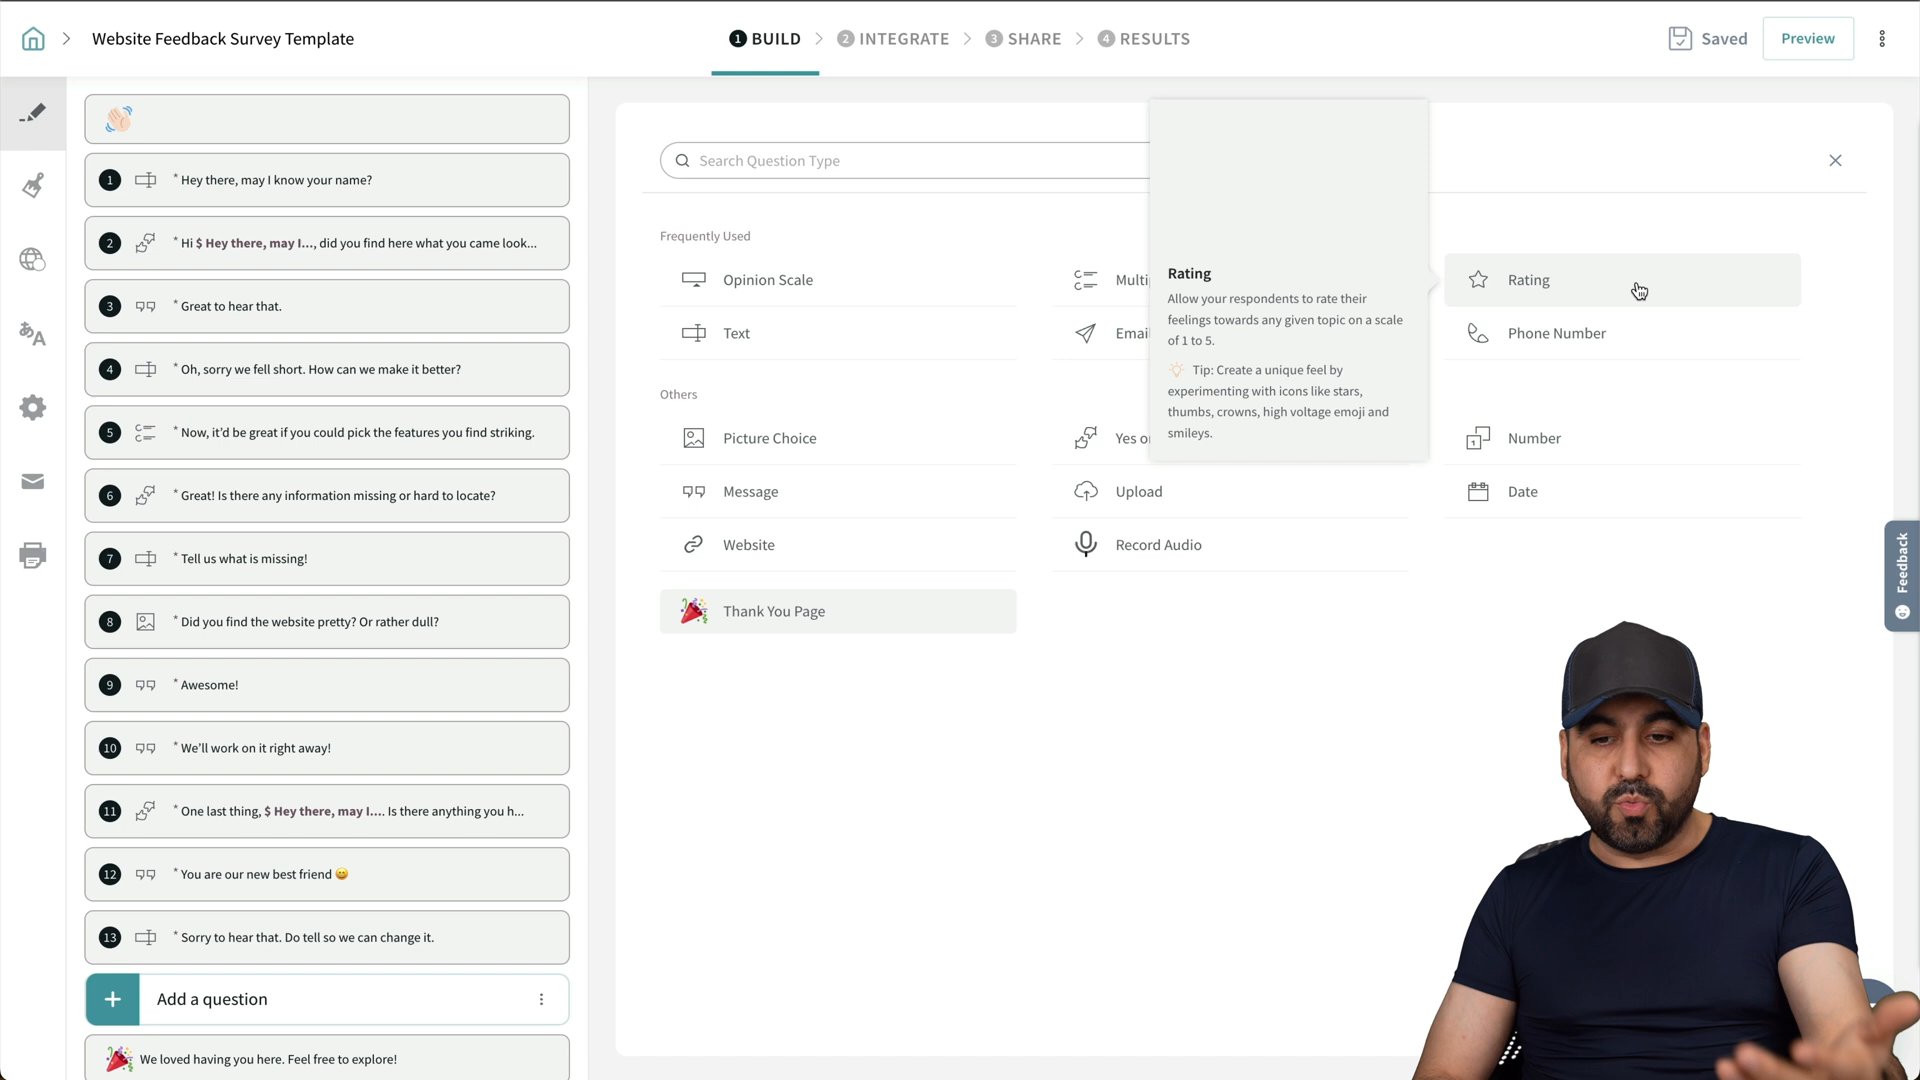 Website Feedback Survey Template
1 BUILD
2 INTEGRATE
3 SHARE
4 RESULTS
Saved
Preview
1 * Hey there, may I know your name?
2 * Hi $ Hey there, may I..., did you find here what you came look...
3 * Great to hear that.
4 * Oh, sorry we fell short. How can we make it better?
5 * Now, it’d be great if you could pick the features you find striking.
6 * Great! Is there any information missing or hard to locate?
7 * Tell us what is missing!
8 * Did you find the website pretty? Or rather dull?
9 * Awesome!
10 * We’ll work on it right away!
11 * One last thing, $ Hey there, may I.... Is there anything you h...
12 * You are our new best friend 😄
13 * Sorry to hear that. Do tell so we can change it.
+ Add a question
We loved having you here. Feel free to explore!
Search Question Type
Frequently Used
Opinion Scale
Multi
Rating
Text
Email
Phone Number
Rating
Allow your respondents to rate their
feelings towards any given topic on a scale
of 1 to 5.
Tip: Create a unique feel by
experimenting with icons like stars,
thumbs, crowns, high voltage emoji and
smileys.
Others
Picture Choice
Yes o
Number
Message
Upload
Date
Website
Record Audio
Thank You Page
Feedback